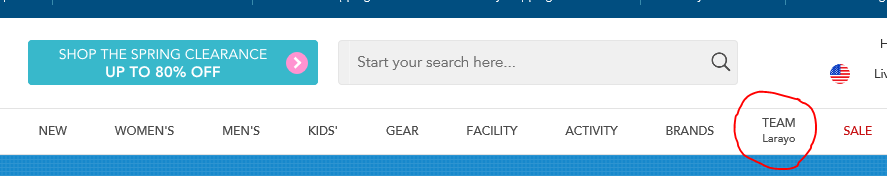 SHOP THE SPRING CLEARANCE
UP TO 80% OFF
Start your search here...
NEW WOMEN'S MEN'S KIDS' GEAR FACILITY ACTIVITY BRANDS TEAM SALE
Larayo